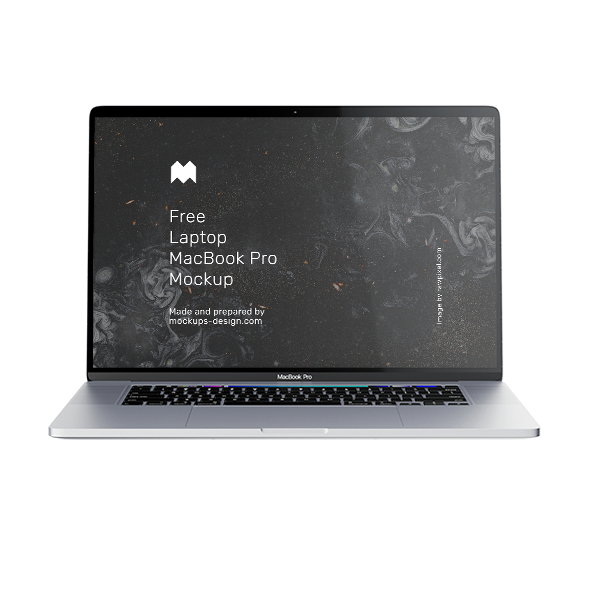 Free
Laptop
MacBook Pro
Mockup
Made and prepared by
mockups-design.com
Image by rawpixel.com
MacBook Pro